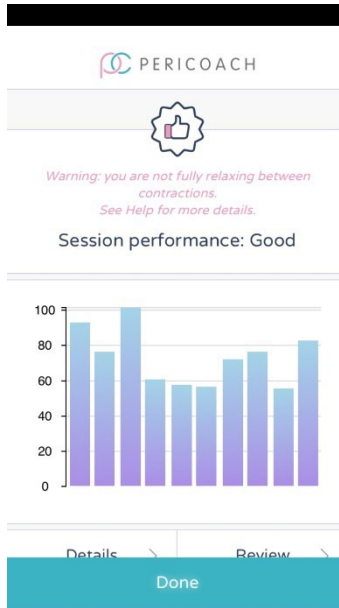 PERICOACH
Warning: you are not fully relaxing between
contractions.
See Help for more details.
Session performance: Good
100
80
60
40
20
0
Details
Review
Done